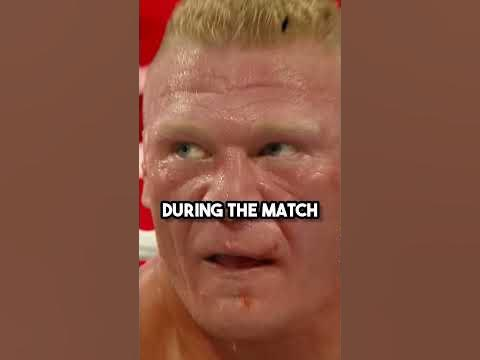 DURING THE MATCH